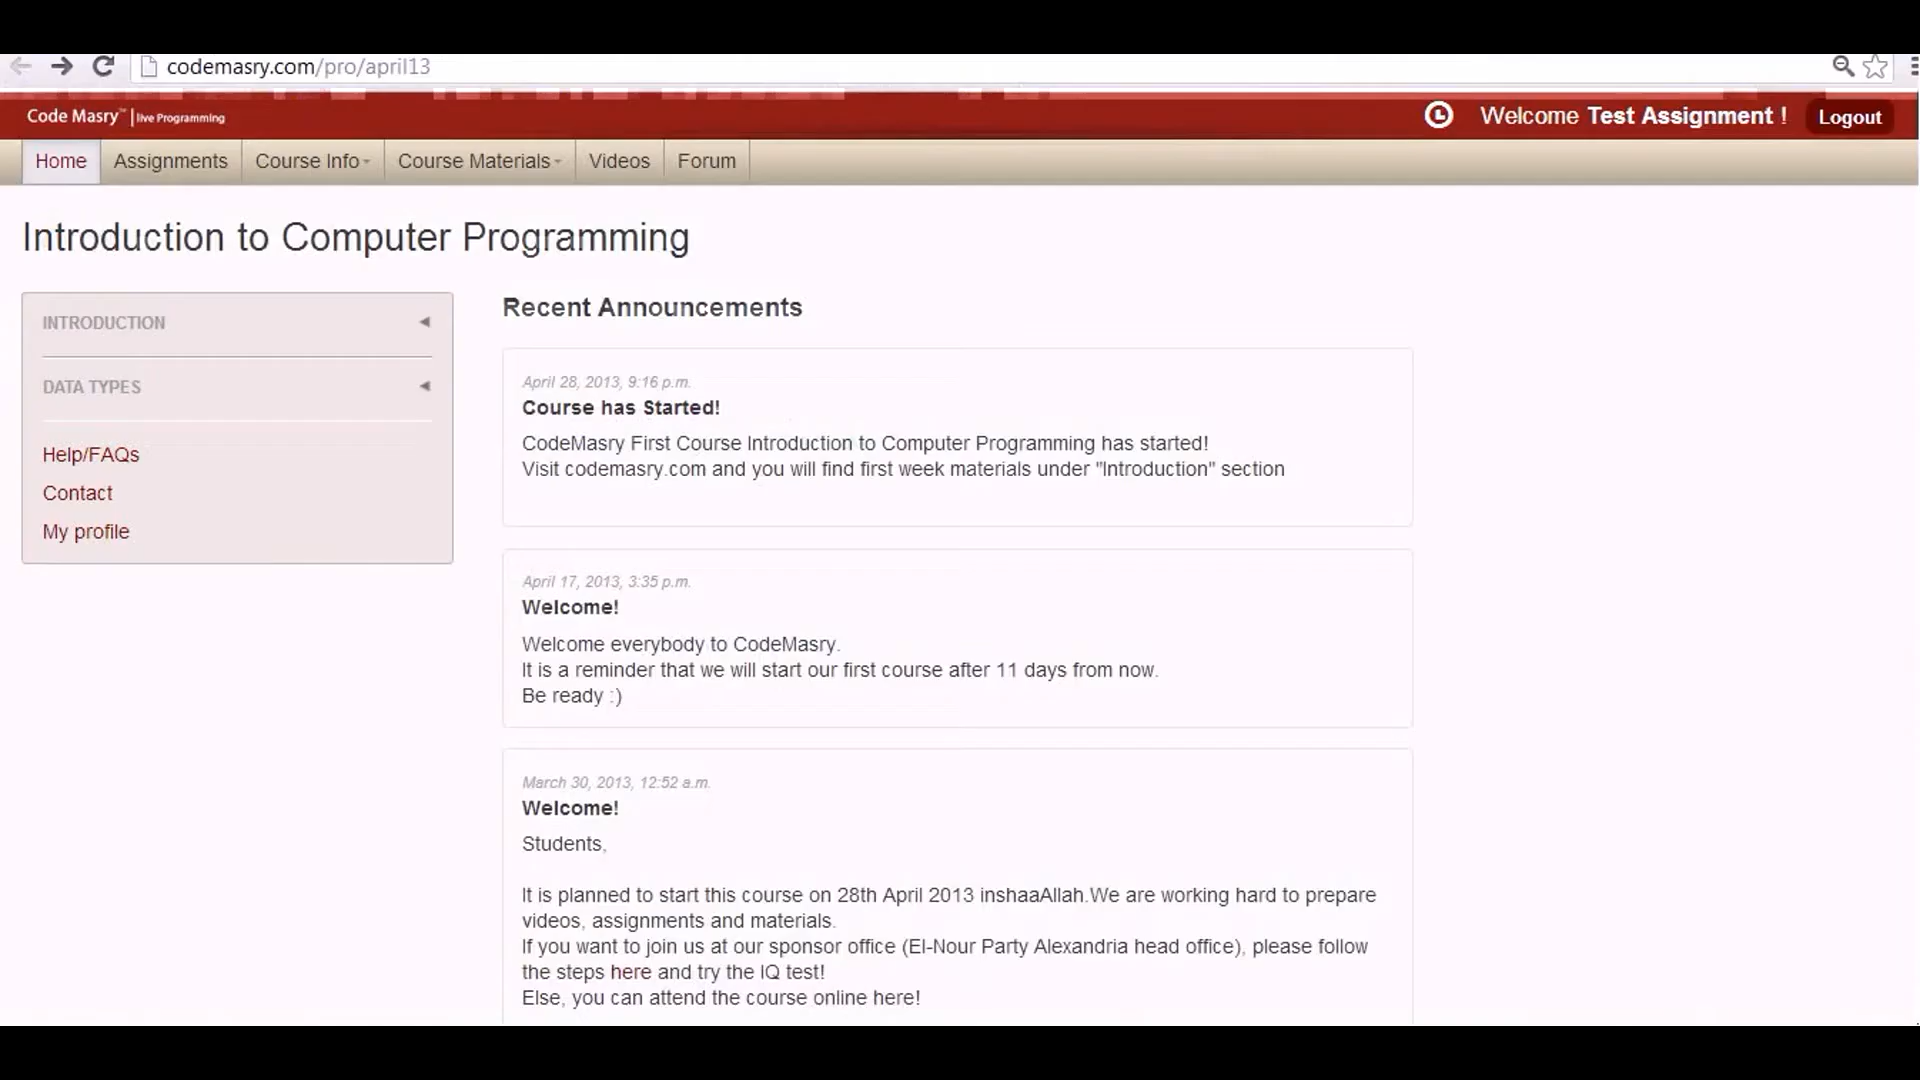 codemasry.com/pro/april13
Code Masry™ | live Programming
Welcome Test Assignment !
Logout
Home
Assignments
Course Info
Course Materials
Videos
Forum
Introduction to Computer Programming
INTRODUCTION
DATA TYPES
Help/FAQs
Contact
My profile
Recent Announcements
April 28, 2013, 9:16 p.m.
Course has Started!
CodeMasry First Course Introduction to Computer Programming has started!
Visit codemasry.com and you will find first week materials under "Introduction" section
April 17, 2013, 3:35 p.m.
Welcome!
Welcome everybody to CodeMasry.
It is a reminder that we will start our first course after 11 days from now.
Be ready :)
March 30, 2013, 12:52 a.m.
Welcome!
Students,
It is planned to start this course on 28th April 2013 inshaaAllah.We are working hard to prepare
videos, assignments and materials.
If you want to join us at our sponsor office (El-Nour Party Alexandria head office), please follow
the steps here and try the IQ test!
Else, you can attend the course online here!